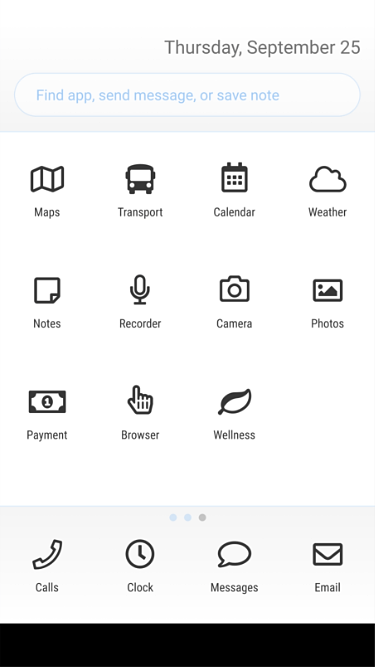 Thursday, September 25
Find app, send message, or save note
Maps
Transport
Calendar
Weather
Notes
Recorder
Camera
Photos
Payment
Browser
Wellness
Calls
Clock
Messages
Email